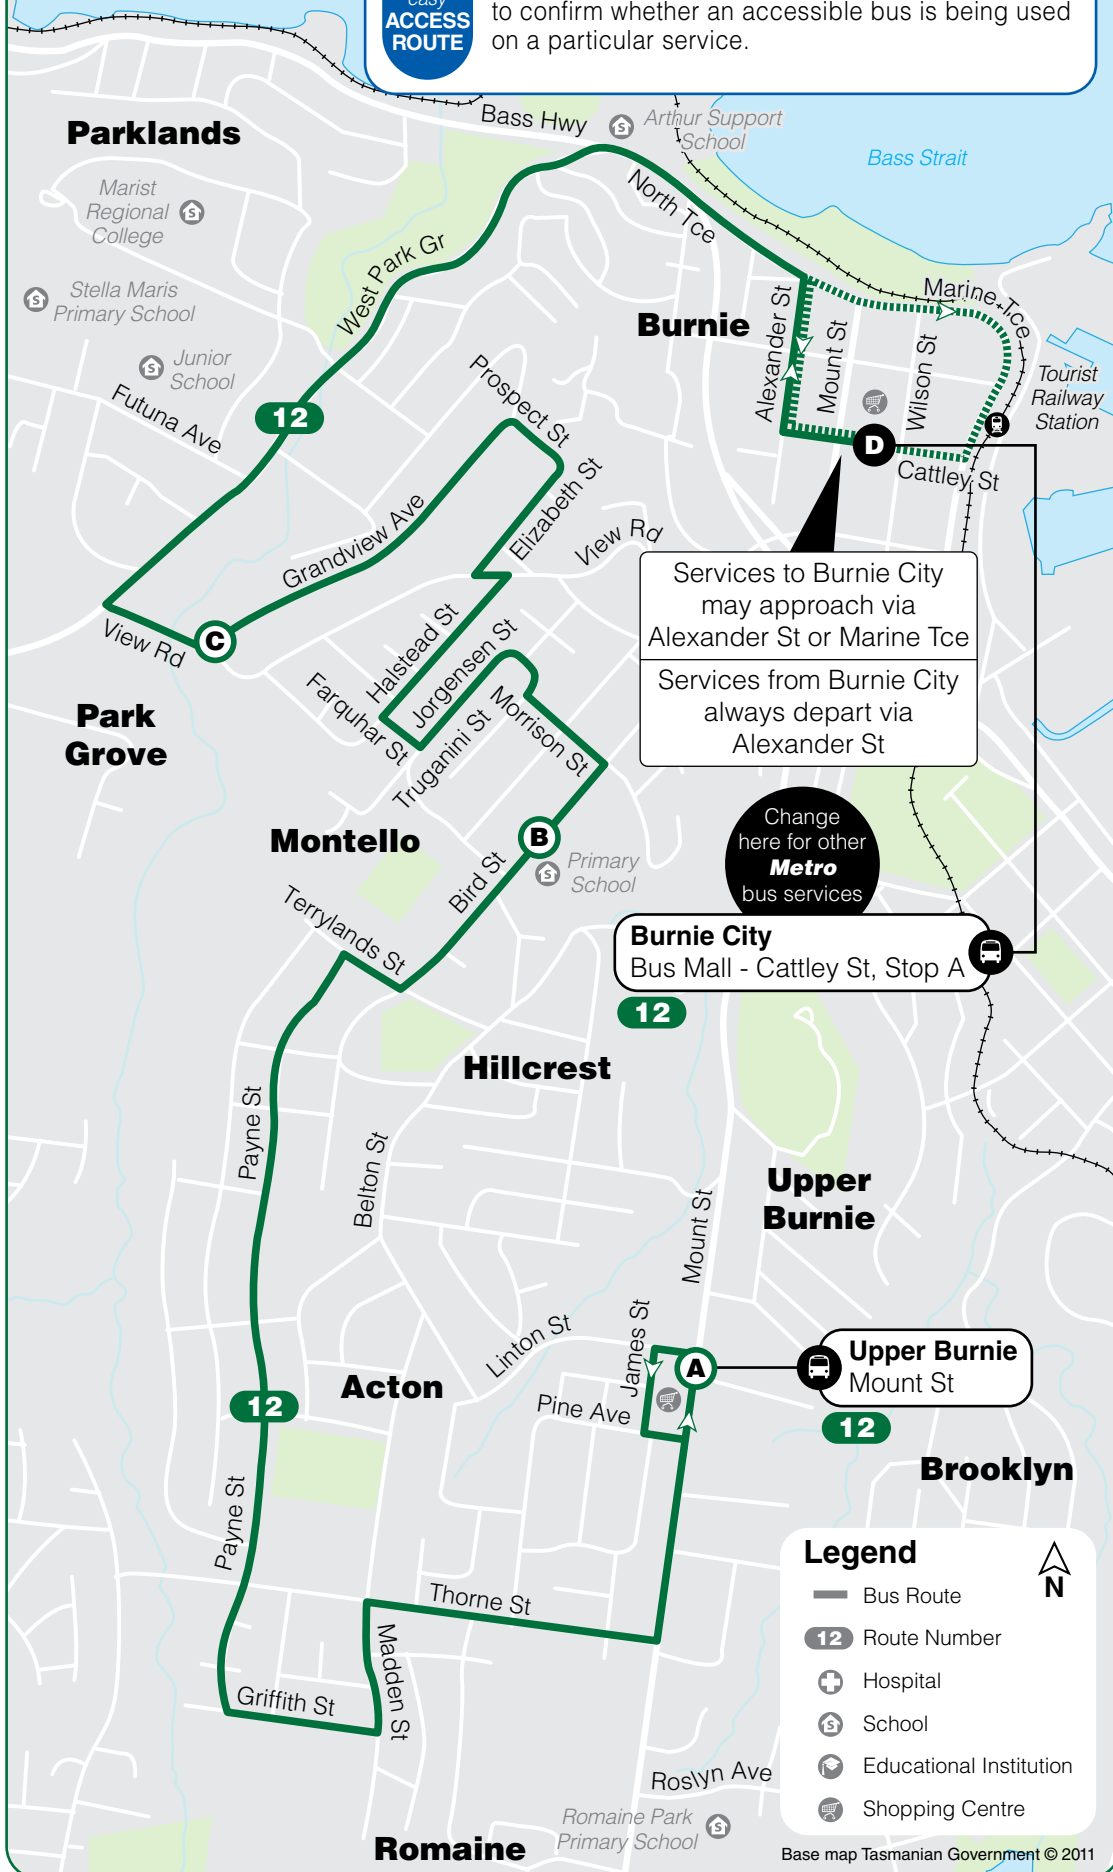 easy
ACCESS
ROUTE
to confirm whether an accessible bus is being used
on a particular service.
Bass Hwy
Arthur Support
School
Parklands
Bass Strait
Marist
Regional
College
North Tce
West Park Gr
Stella Maris
Primary School
Marine Tce
Burnie
Alexander St
Mount St
Wilson St
Junior
School
Prospect St
Tourist
Railway
Station
Futuna Ave
12
D
Cattley St
Elizabeth St
Grandview Ave
View Rd
Services to Burnie City
may approach via
Alexander St or Marine Tce
Services from Burnie City
always depart via
Alexander St
View Rd
C
Halstead St
Jorgensen St
Farquhar St
Truganini St
Morrison St
Park
Grove
Change
here for other
Metro
bus services
Montello
B
Primary
School
Bird St
Terrylands St
Burnie City
Bus Mall - Cattley St, Stop A
12
Hillcrest
Payne St
Belton St
Upper
Burnie
Mount St
Linton St
James St
A
Upper Burnie
Mount St
12
Acton
Pine Ave
12
Brooklyn
Payne St
Thorne St
Madden St
Griffith St
Roslyn Ave
Romaine Park
Primary School
Romaine
Legend
N
Bus Route
12 Route Number
Hospital
School
Educational Institution
Shopping Centre
Base map Tasmanian Government © 2011